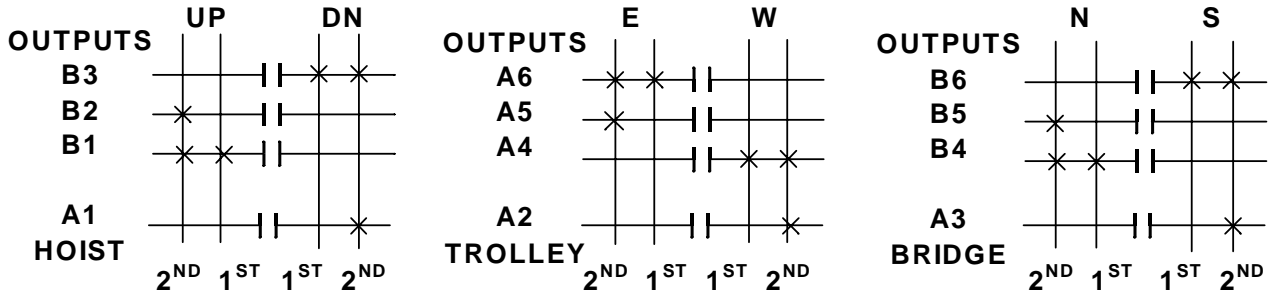 UP DN
OUTPUTS
B3
B2
B1
A1
HOIST
2ND 1ST 1ST 2ND
E W
OUTPUTS
A6
A5
A4
A2
TROLLEY
2ND 1ST 1ST 2ND
N S
OUTPUTS
B6
B5
B4
A3
BRIDGE
2ND 1ST 1ST 2ND